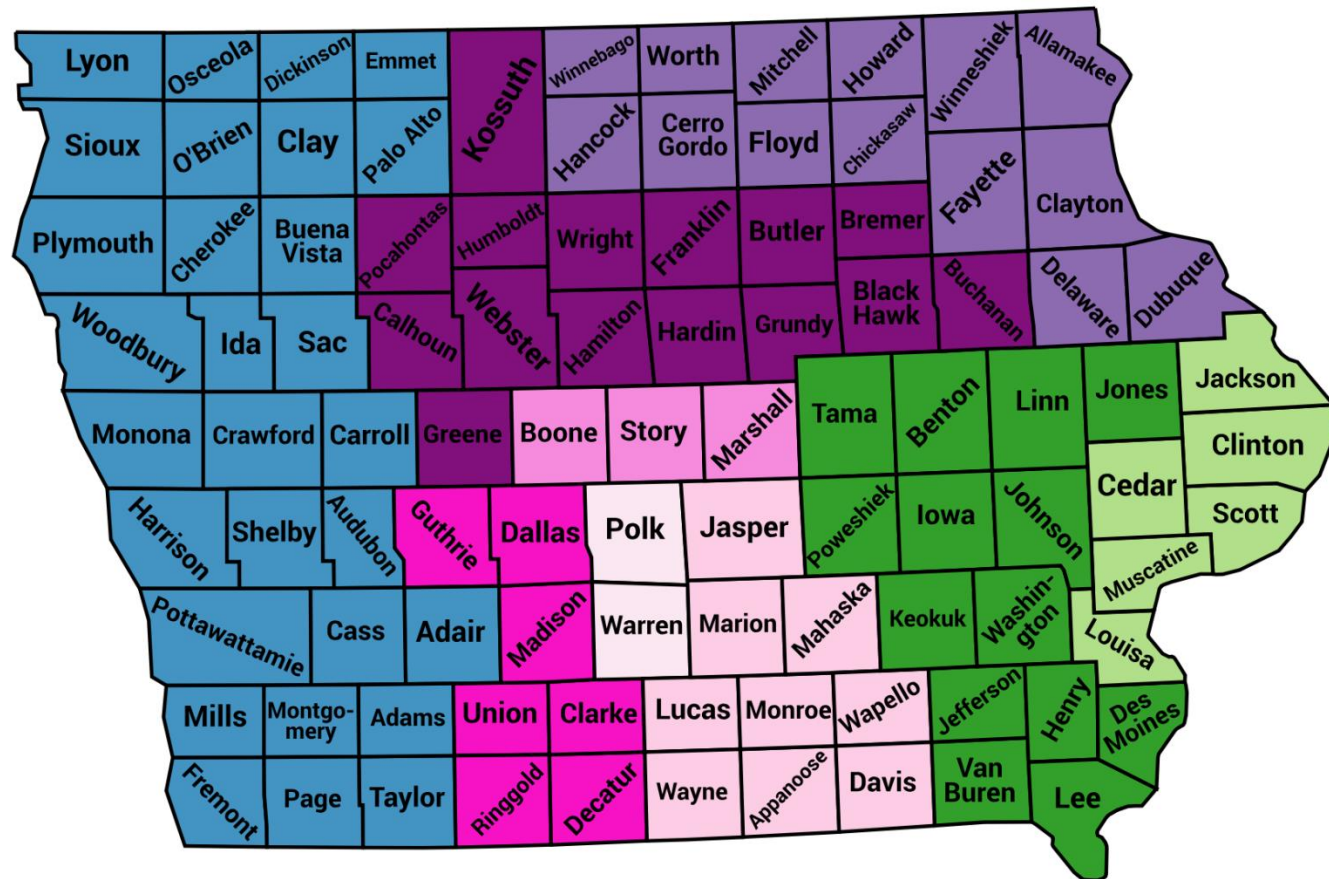 Lyon
Osceola
Dickinson
Emmet
Kossuth
Winnebago
Worth
Mitchell
Howard
Winneshiek
Allamakee
Sioux
O'Brien
Clay
Palo Alto
Hancock
Cerro
Gordo
Floyd
Chickasaw
Fayette
Clayton
Plymouth
Cherokee
Buena
Vista
Pocahontas
Humboldt
Wright
Franklin
Butler
Bremer
Woodbury
Ida
Sac
Calhoun
Webster
Hamilton
Hardin
Grundy
Black
Hawk
Buchanan
Delaware
Dubuque
Monona
Crawford
Carroll
Greene
Boone
Story
Marshall
Tama
Benton
Linn
Jones
Jackson
Clinton
Harrison
Shelby
Audubon
Guthrie
Dallas
Polk
Jasper
Poweshiek
Iowa
Johnson
Cedar
Scott
Muscatine
Pottawattamie
Cass
Adair
Madison
Warren
Marion
Mahaska
Keokuk
Washin-
gton
Louisa
Mills
Montgo-
mery
Adams
Union
Clarke
Lucas
Monroe
Wapello
Jefferson
Henry
Des
Moines
Fremont
Page
Taylor
Ringgold
Decatur
Wayne
Appanoose
Davis
Van
Buren
Lee